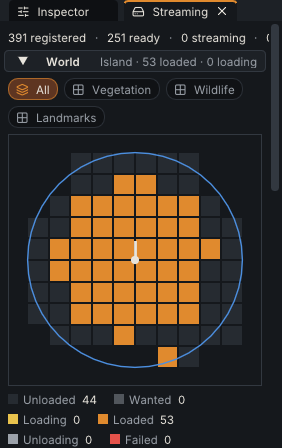 Inspector Streaming
391 registered · 251 ready · 0 streaming ·
World Island · 53 loaded · 0 loading
All Vegetation Wildlife
Landmarks
Unloaded 44 Wanted 0
Loading 0 Loaded 53
Unloading 0 Failed 0